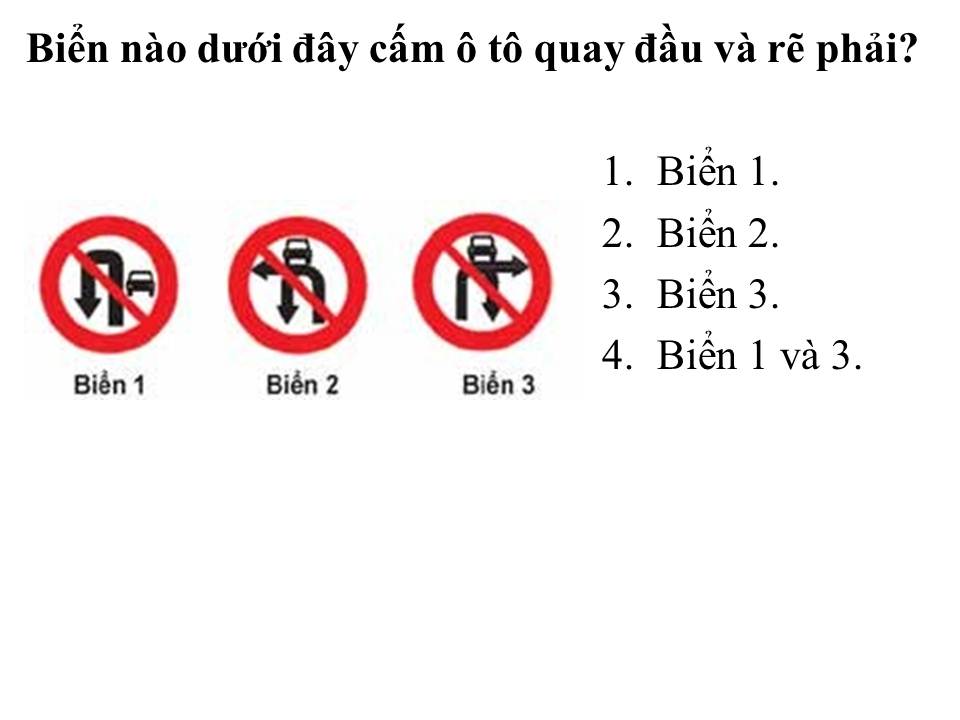 Biển nào dưới đây cấm ô tô quay đầu và rẽ phải?
1. Biển 1.
2. Biển 2.
3. Biển 3.
4. Biển 1 và 3.
Biển 1 Biển 2 Biển 3